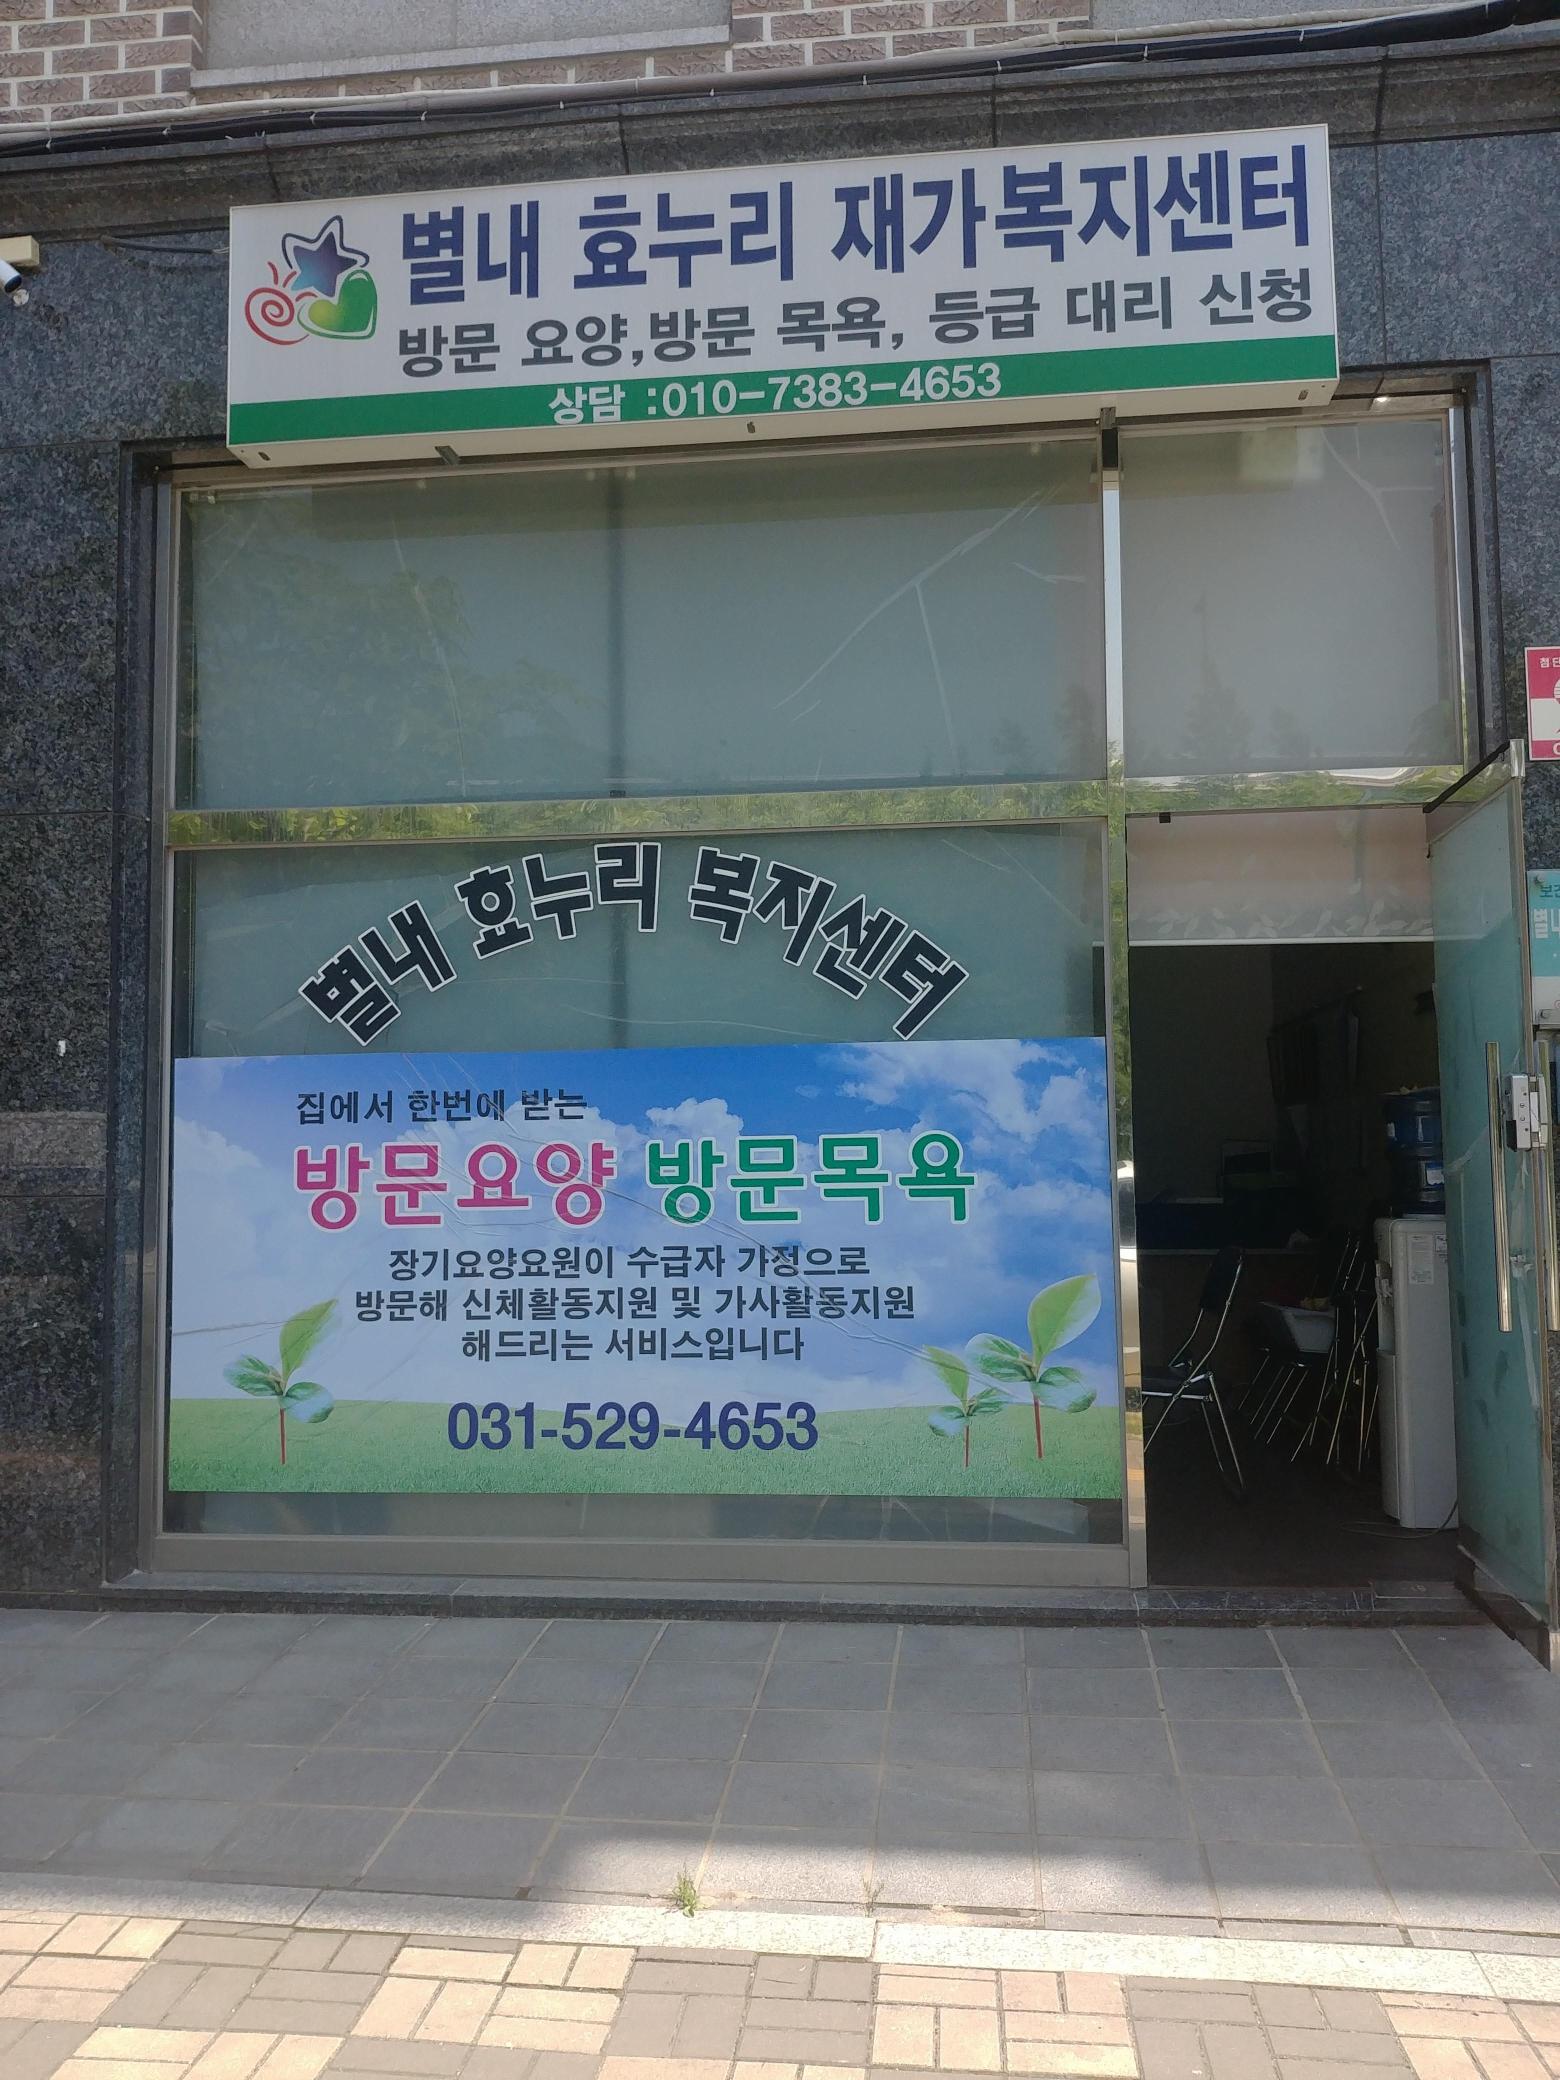 별내 효누리 재가복지센터
방문 요양,방문 목욕, 등급 대리 신청
상담 :010-7383-4653
별내 효누리 복지센터
집에서 한번에 받는
방문요양 방문목욕
장기요양요원이 수급자 가정으로
방문해 신체활동지원 및 가사활동지원
해드리는 서비스입니다
031-529-4653